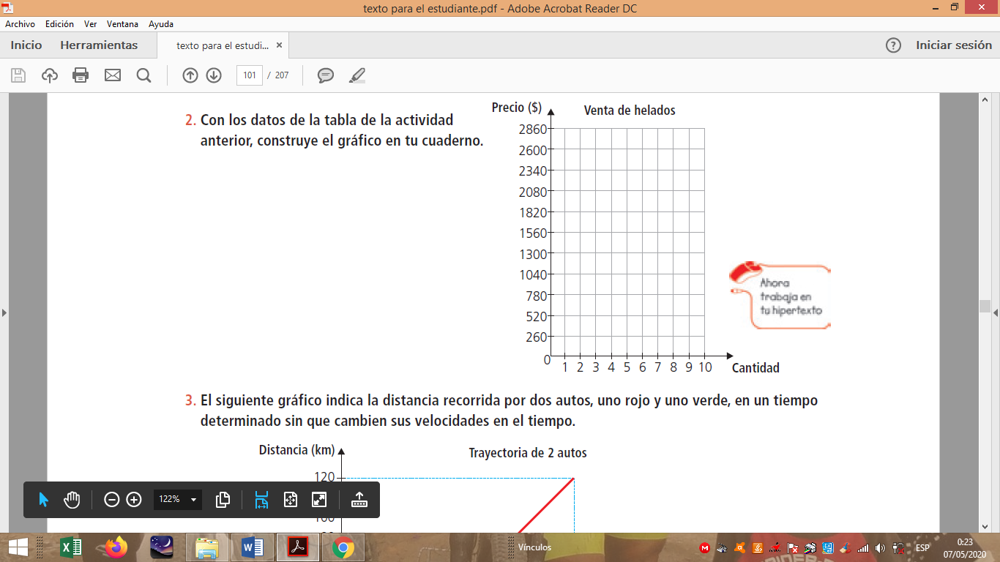 texto para el estudiante.pdf - Adobe Acrobat Reader DC
Archivo Edición Ver Ventana Ayuda
Inicio Herramientas texto para el estudi... × Iniciar sesión
101 / 207
2. Con los datos de la tabla de la actividad
anterior, construye el gráfico en tu cuaderno.
Precio ($) Venta de helados
2860
2600
2340
2080
1820
1560
1300
1040
780
520
260
0
1 2 3 4 5 6 7 8 9 10 Cantidad
Ahora
trabaja en
tu hipertexto
3. El siguiente gráfico indica la distancia recorrida por dos autos, uno rojo y uno verde, en un tiempo
determinado sin que cambien sus velocidades en el tiempo.
Distancia (km) Trayectoria de 2 autos
120
122%
Vínculos
ESP
0:23
07/05/2020